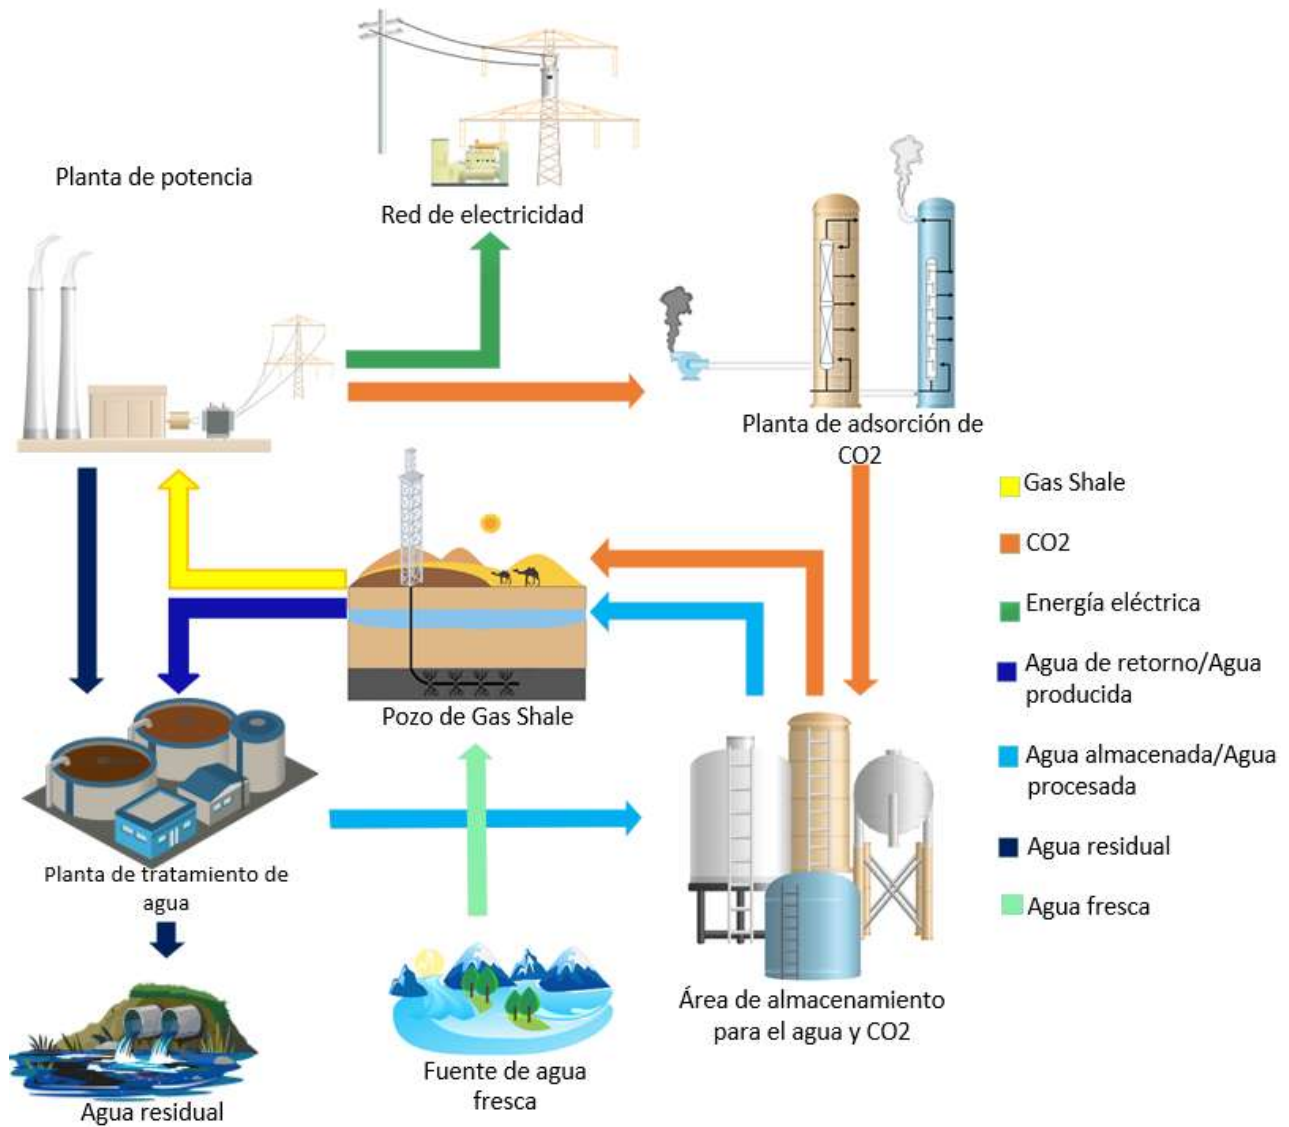 Planta de potencia
Red de electricidad
Planta de adsorción de
CO2
Gas Shale
CO2
Energía eléctrica
Agua de retorno/Agua
producida
Agua almacenada/Agua
procesada
Agua residual
Agua fresca
Pozo de Gas Shale
Planta de tratamiento de
agua
Área de almacenamiento
para el agua y CO2
Fuente de agua
fresca
Agua residual